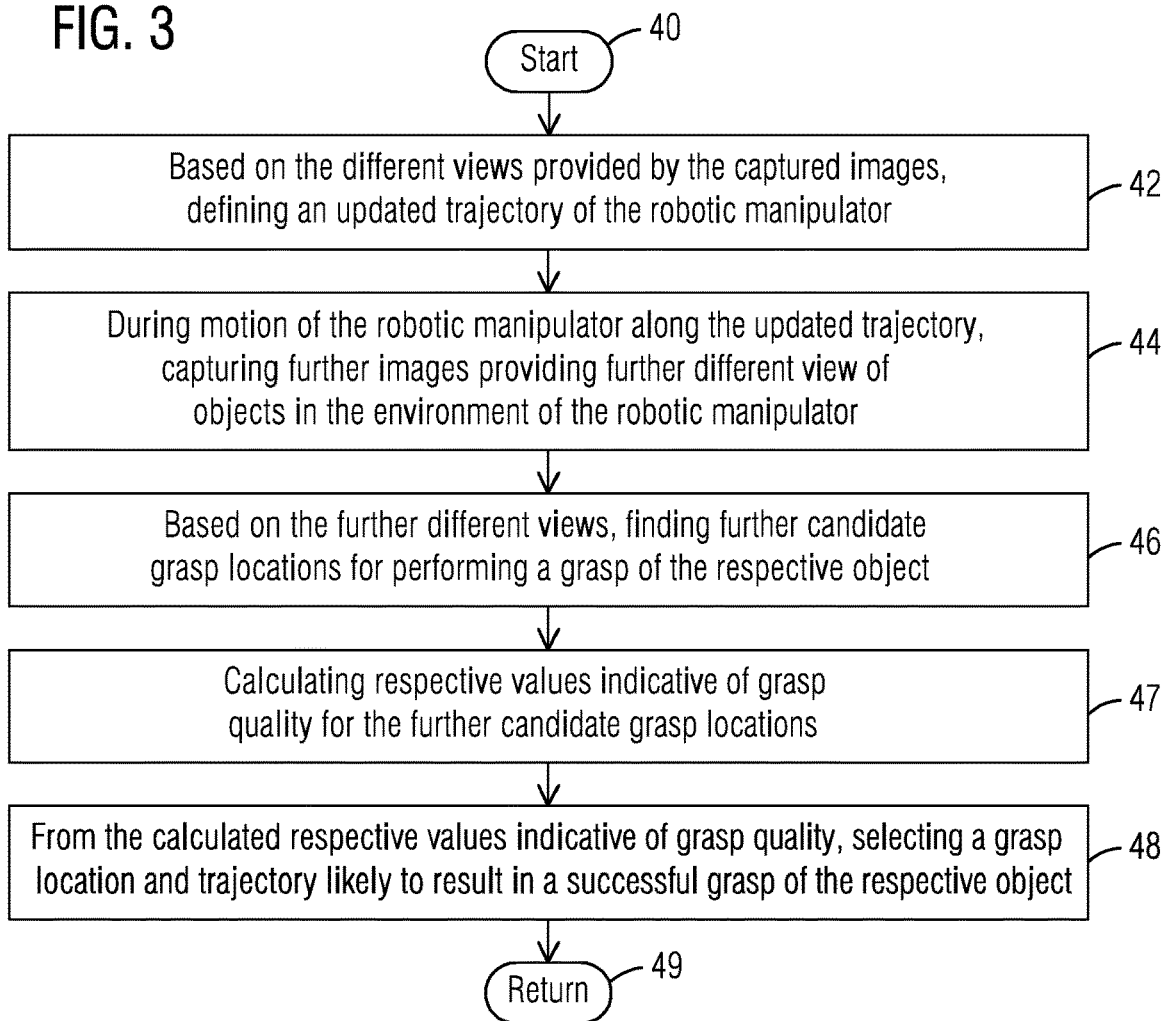 FIG. 3
Start
40
Based on the different views provided by the captured images,
defining an updated trajectory of the robotic manipulator
42
During motion of the robotic manipulator along the updated trajectory,
capturing further images providing further different view of
objects in the environment of the robotic manipulator
44
Based on the further different views, finding further candidate
grasp locations for performing a grasp of the respective object
46
Calculating respective values indicative of grasp
quality for the further candidate grasp locations
47
From the calculated respective values indicative of grasp quality, selecting a grasp
location and trajectory likely to result in a successful grasp of the respective object
48
Return
49